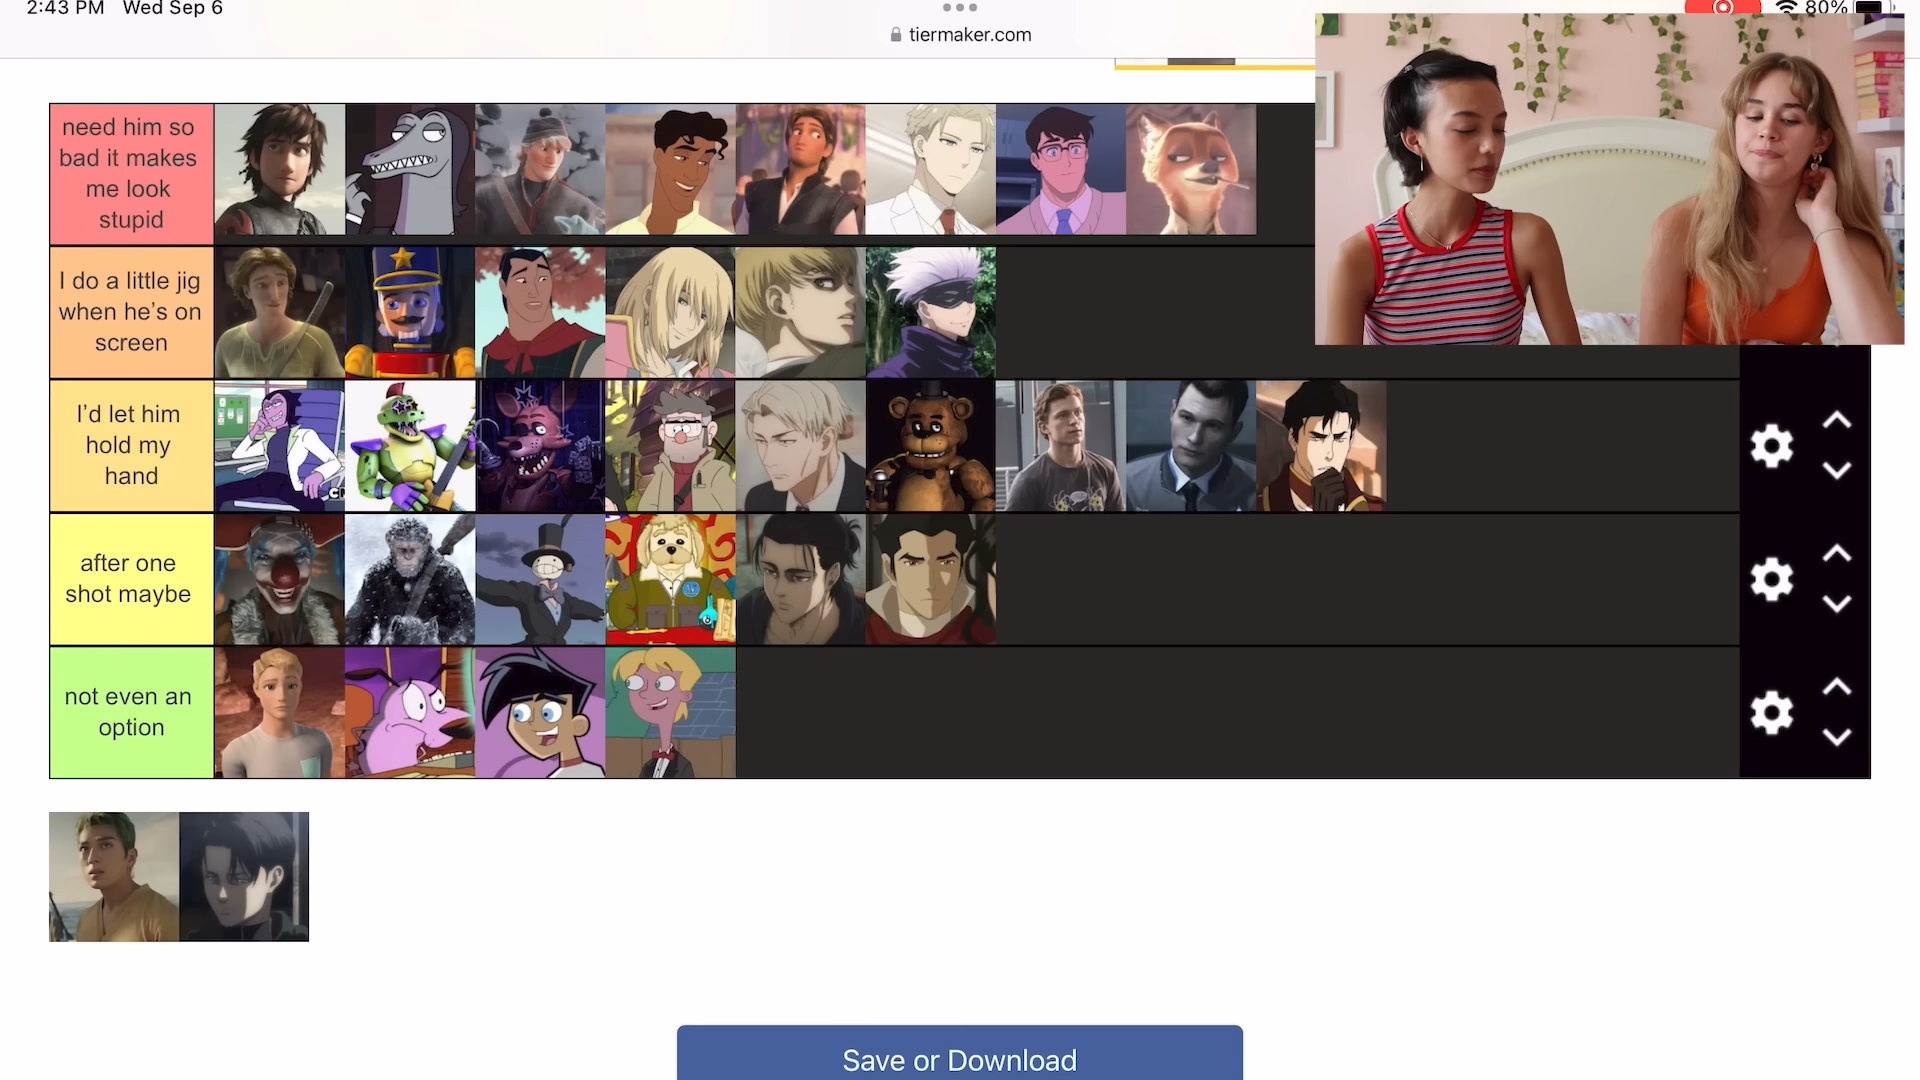 2:43 PM Wed Sep 6
80%
tiermaker.com
need him so
bad it makes
me look
stupid
I do a little jig
when he's on
screen
I'd let him
hold my
hand
after one
shot maybe
not even an
option
Save or Download